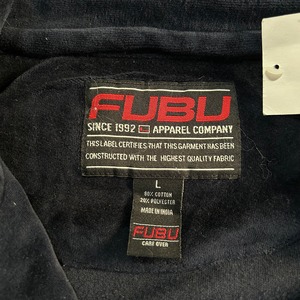 FUBU
SINCE 1992 APPAREL COMPANY
THIS LABEL CERTIFIES THAT THIS GARMENT HAS BEEN
CONSTRUCTED WITH THE HIGHEST QUALITY FABRIC
L
80% COTTON
20% POLYESTER
MADE IN INDIA
FUBU
CARE OVER